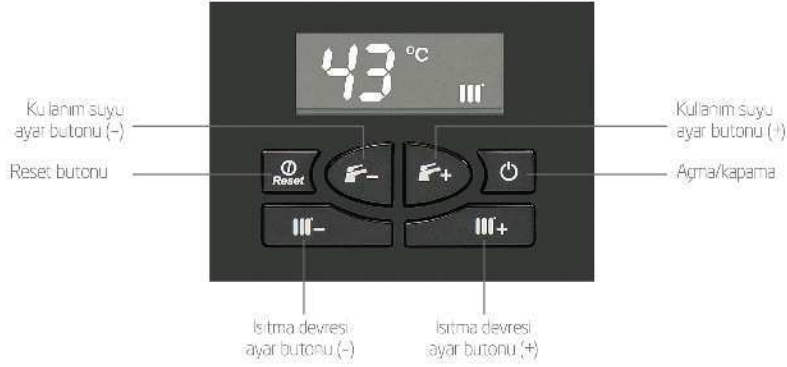 43 °C
Kullanım suyu
ayar butonu (–)
Kullanım suyu
ayar butonu (+)
Reset butonu
Reset
–
+
Açma/kapama
–
+
Isıtma devresi
ayar butonu (–)
Isıtma devresi
ayar butonu (+)